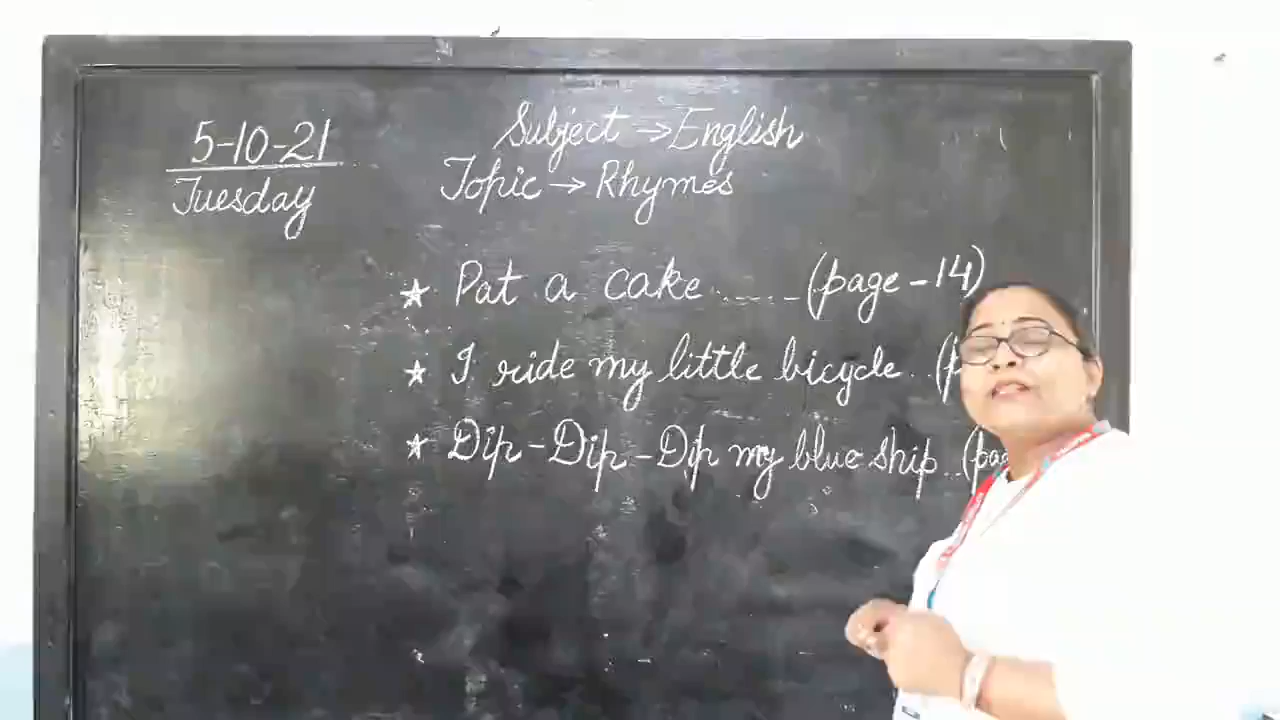 5-10-21
Tuesday
Subject → English
Topic → Rhymes
★ Pat a cake ..... (page - 14)
★ I ride my little bicycle .. (p
★ Dip - Dip - Dip my blue ship .. (pag